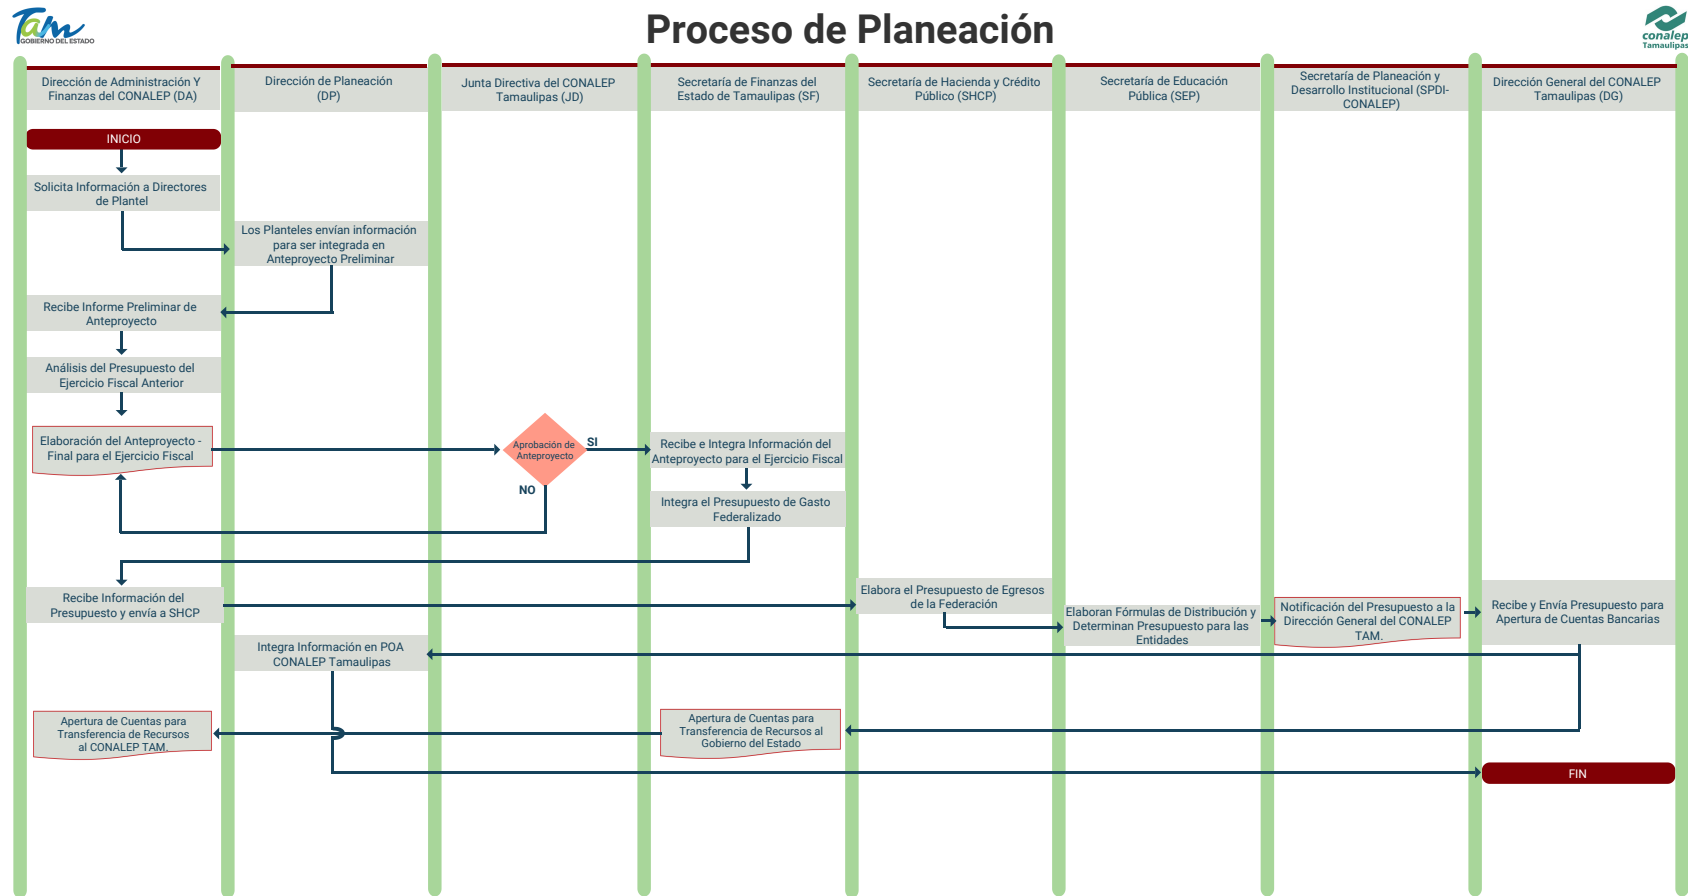 Tam
GOBIERNO DEL ESTADO
Proceso de Planeación
conalep
Tamaulipas
Dirección de Administración Y
Finanzas del CONALEP (DA)
Dirección de Planeación
(DP)
Junta Directiva del CONALEP
Tamaulipas (JD)
Secretaría de Finanzas del
Estado de Tamaulipas (SF)
Secretaría de Hacienda y Crédito
Público (SHCP)
Secretaría de Educación
Pública (SEP)
Secretaría de Planeación y
Desarrollo Institucional (SPDI-
CONALEP)
Dirección General del CONALEP
Tamaulipas (DG)
INICIO
Solicita Información a Directores
de Plantel
Los Planteles envían información
para ser integrada en
Anteproyecto Preliminar
Recibe Informe Preliminar de
Anteproyecto
Análisis del Presupuesto del
Ejercicio Fiscal Anterior
Elaboración del Anteproyecto -
Final para el Ejercicio Fiscal
Aprobación de
Anteproyecto
SI
NO
Recibe e Integra Información del
Anteproyecto para el Ejercicio Fiscal
Integra el Presupuesto de Gasto
Federalizado
Recibe Información del
Presupuesto y envía a SHCP
Elabora el Presupuesto de Egresos
de la Federación
Elaboran Fórmulas de Distribución y
Determinan Presupuesto para las
Entidades
Notificación del Presupuesto a la
Dirección General del CONALEP
TAM.
Recibe y Envía Presupuesto para
Apertura de Cuentas Bancarias
Integra Información en POA
CONALEP Tamaulipas
Apertura de Cuentas para
Transferencia de Recursos
al CONALEP TAM.
Apertura de Cuentas para
Transferencia de Recursos al
Gobierno del Estado
FIN